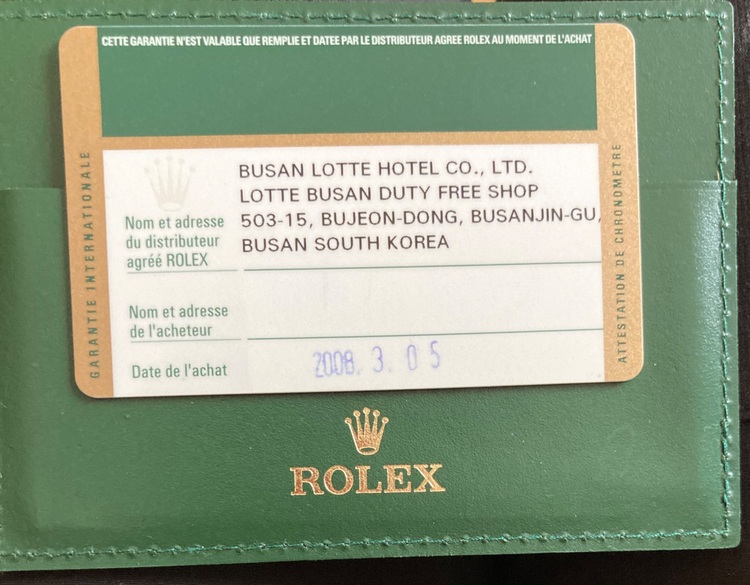 CETTE GARANTIE N'EST VALABLE QUE REMPLIE ET DATEE PAR LE DISTRIBUTEUR AGREE ROLEX AU MOMENT DE L'ACHAT
GARANTIE INTERNATIONALE
BUSAN LOTTE HOTEL CO., LTD.
LOTTE BUSAN DUTY FREE SHOP
503-15, BUJEON-DONG, BUSANJIN-GU,
BUSAN SOUTH KOREA
Nom et adresse
du distributeur
agréé ROLEX
Nom et adresse
de l'acheteur
Date de l'achat
2008. 3. 05
ATTESTATION DE CHRONOMETRE
ROLEX